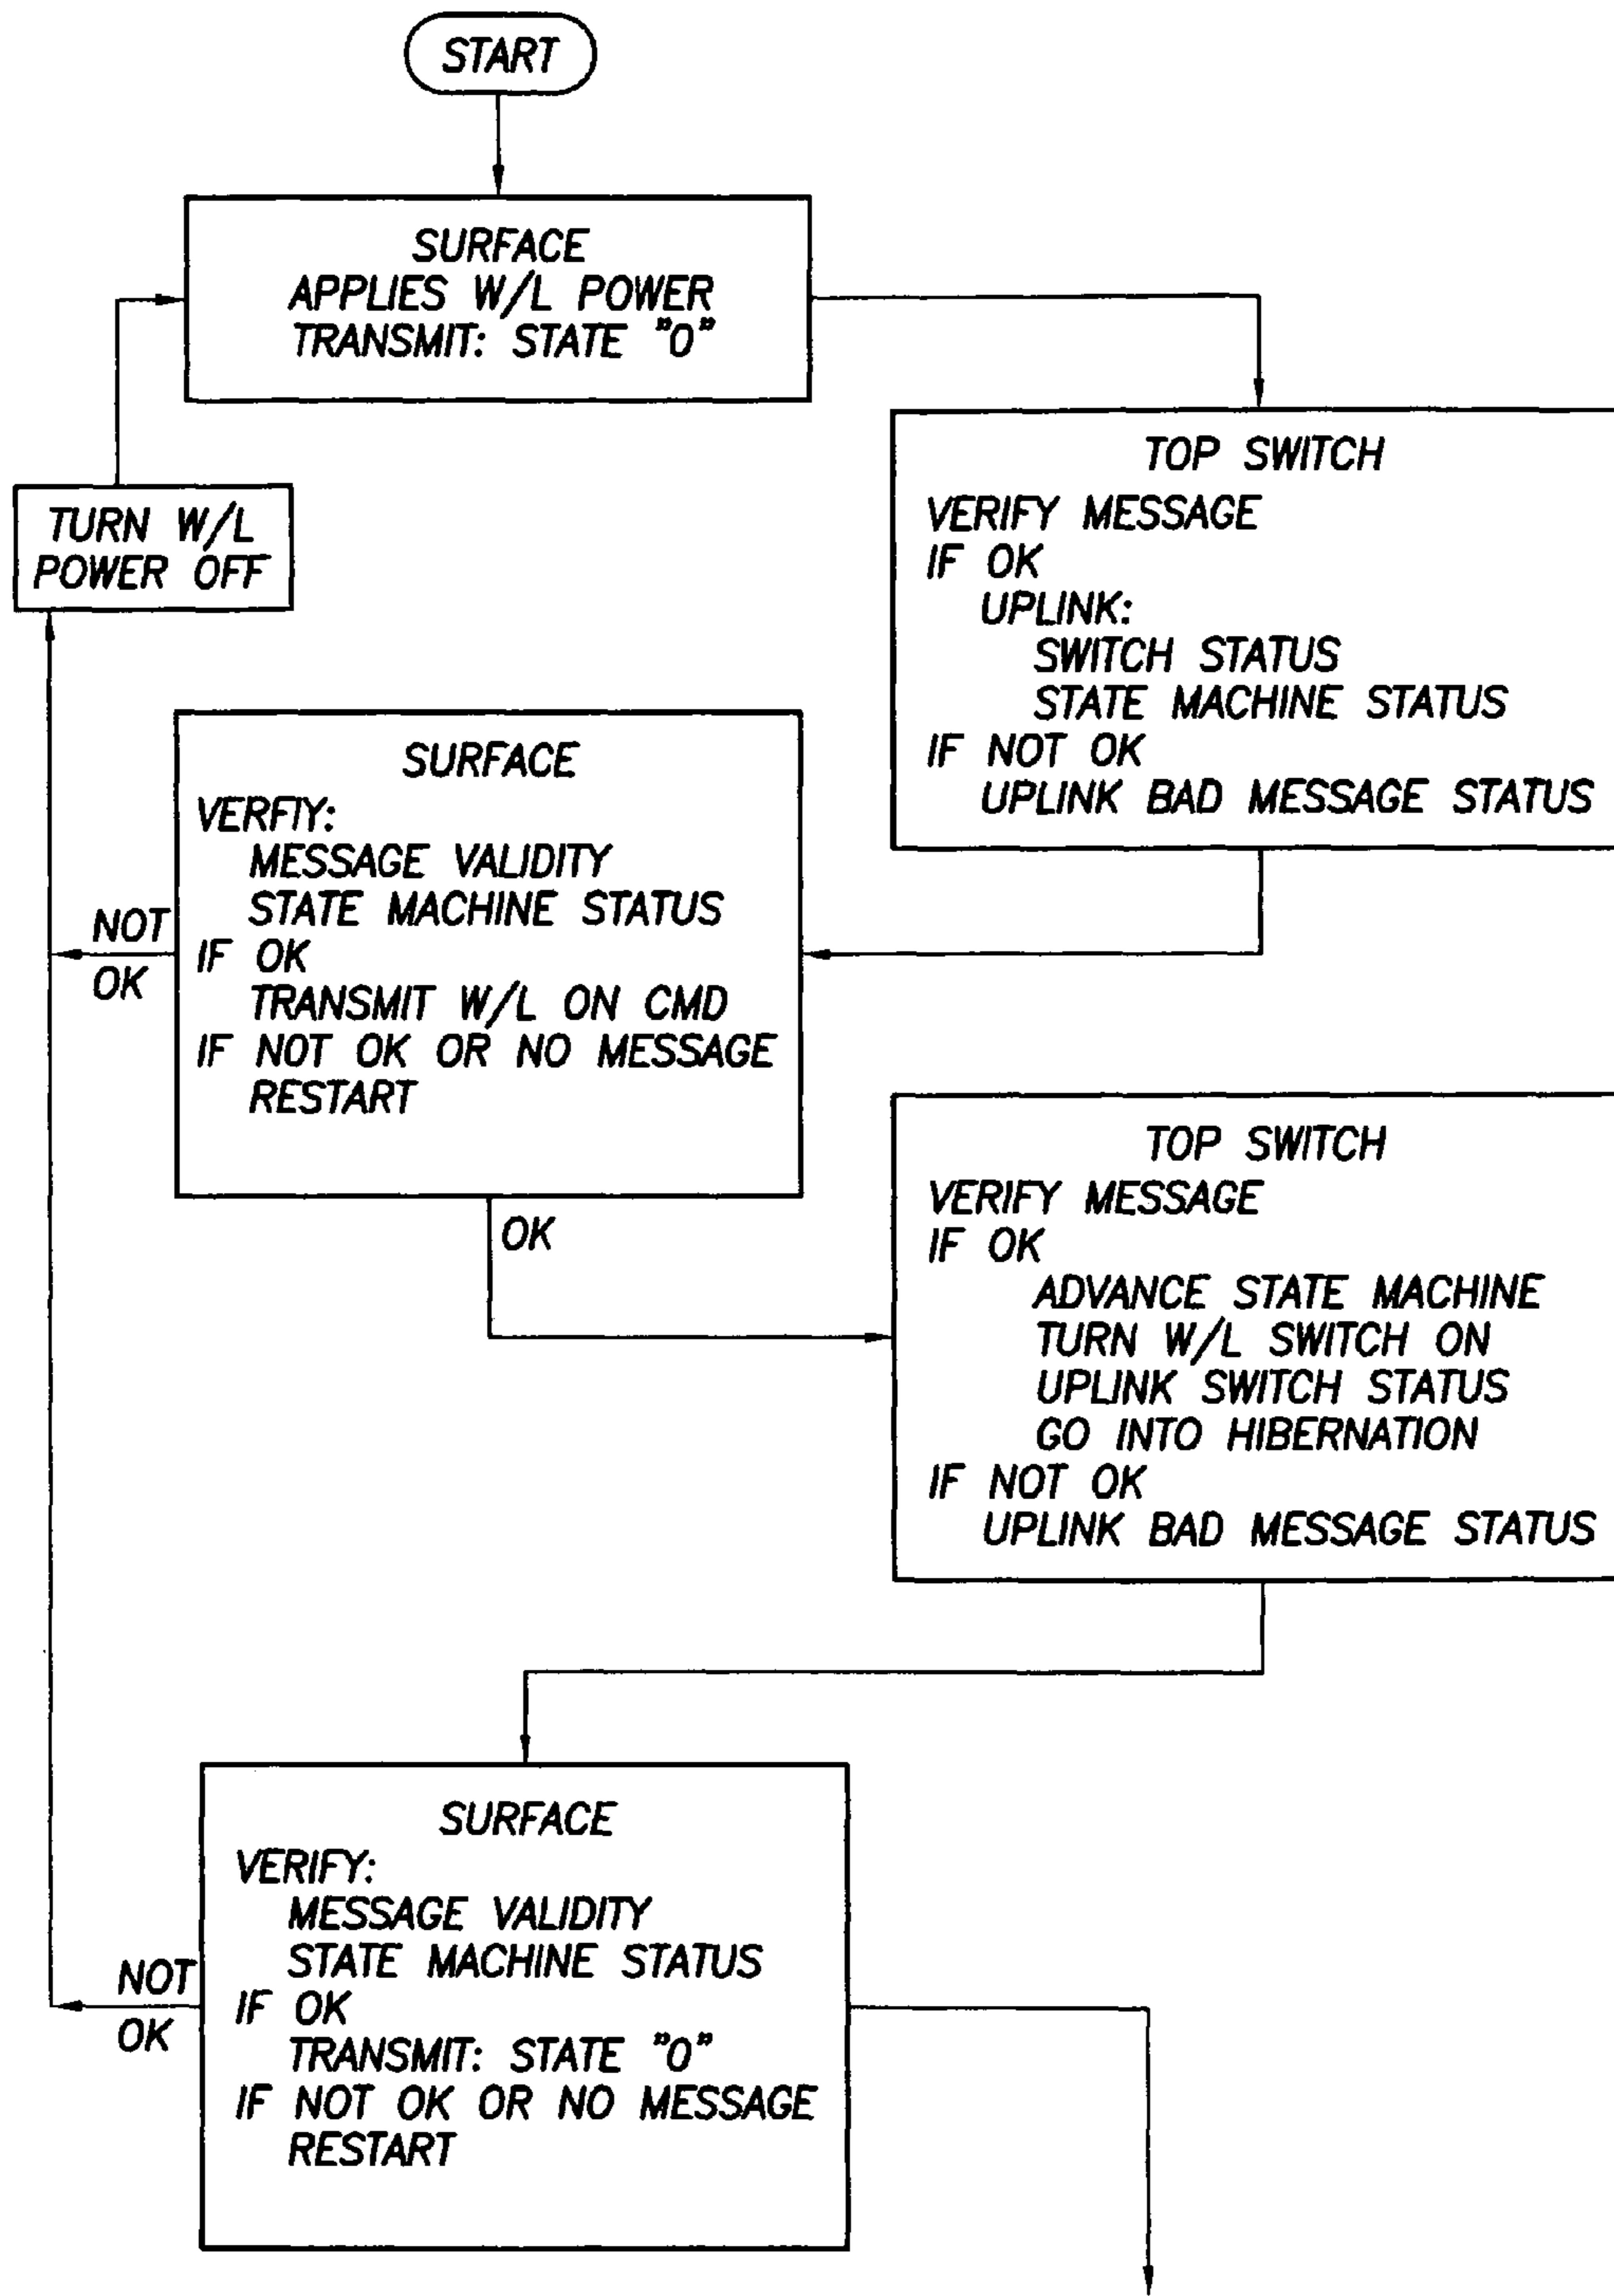 START
SURFACE
APPLIES W/L POWER
TRANSMIT: STATE "0"
TURN W/L
POWER OFF
TOP SWITCH
VERIFY MESSAGE
IF OK
UPLINK:
SWITCH STATUS
STATE MACHINE STATUS
IF NOT OK
UPLINK BAD MESSAGE STATUS
SURFACE
VERFIY:
MESSAGE VALIDITY
STATE MACHINE STATUS
IF OK
TRANSMIT W/L ON CMD
IF NOT OK OR NO MESSAGE
RESTART
NOT
OK
OK
TOP SWITCH
VERIFY MESSAGE
IF OK
ADVANCE STATE MACHINE
TURN W/L SWITCH ON
UPLINK SWITCH STATUS
GO INTO HIBERNATION
IF NOT OK
UPLINK BAD MESSAGE STATUS
SURFACE
VERIFY:
MESSAGE VALIDITY
STATE MACHINE STATUS
IF OK
TRANSMIT: STATE "0"
IF NOT OK OR NO MESSAGE
RESTART
NOT
OK